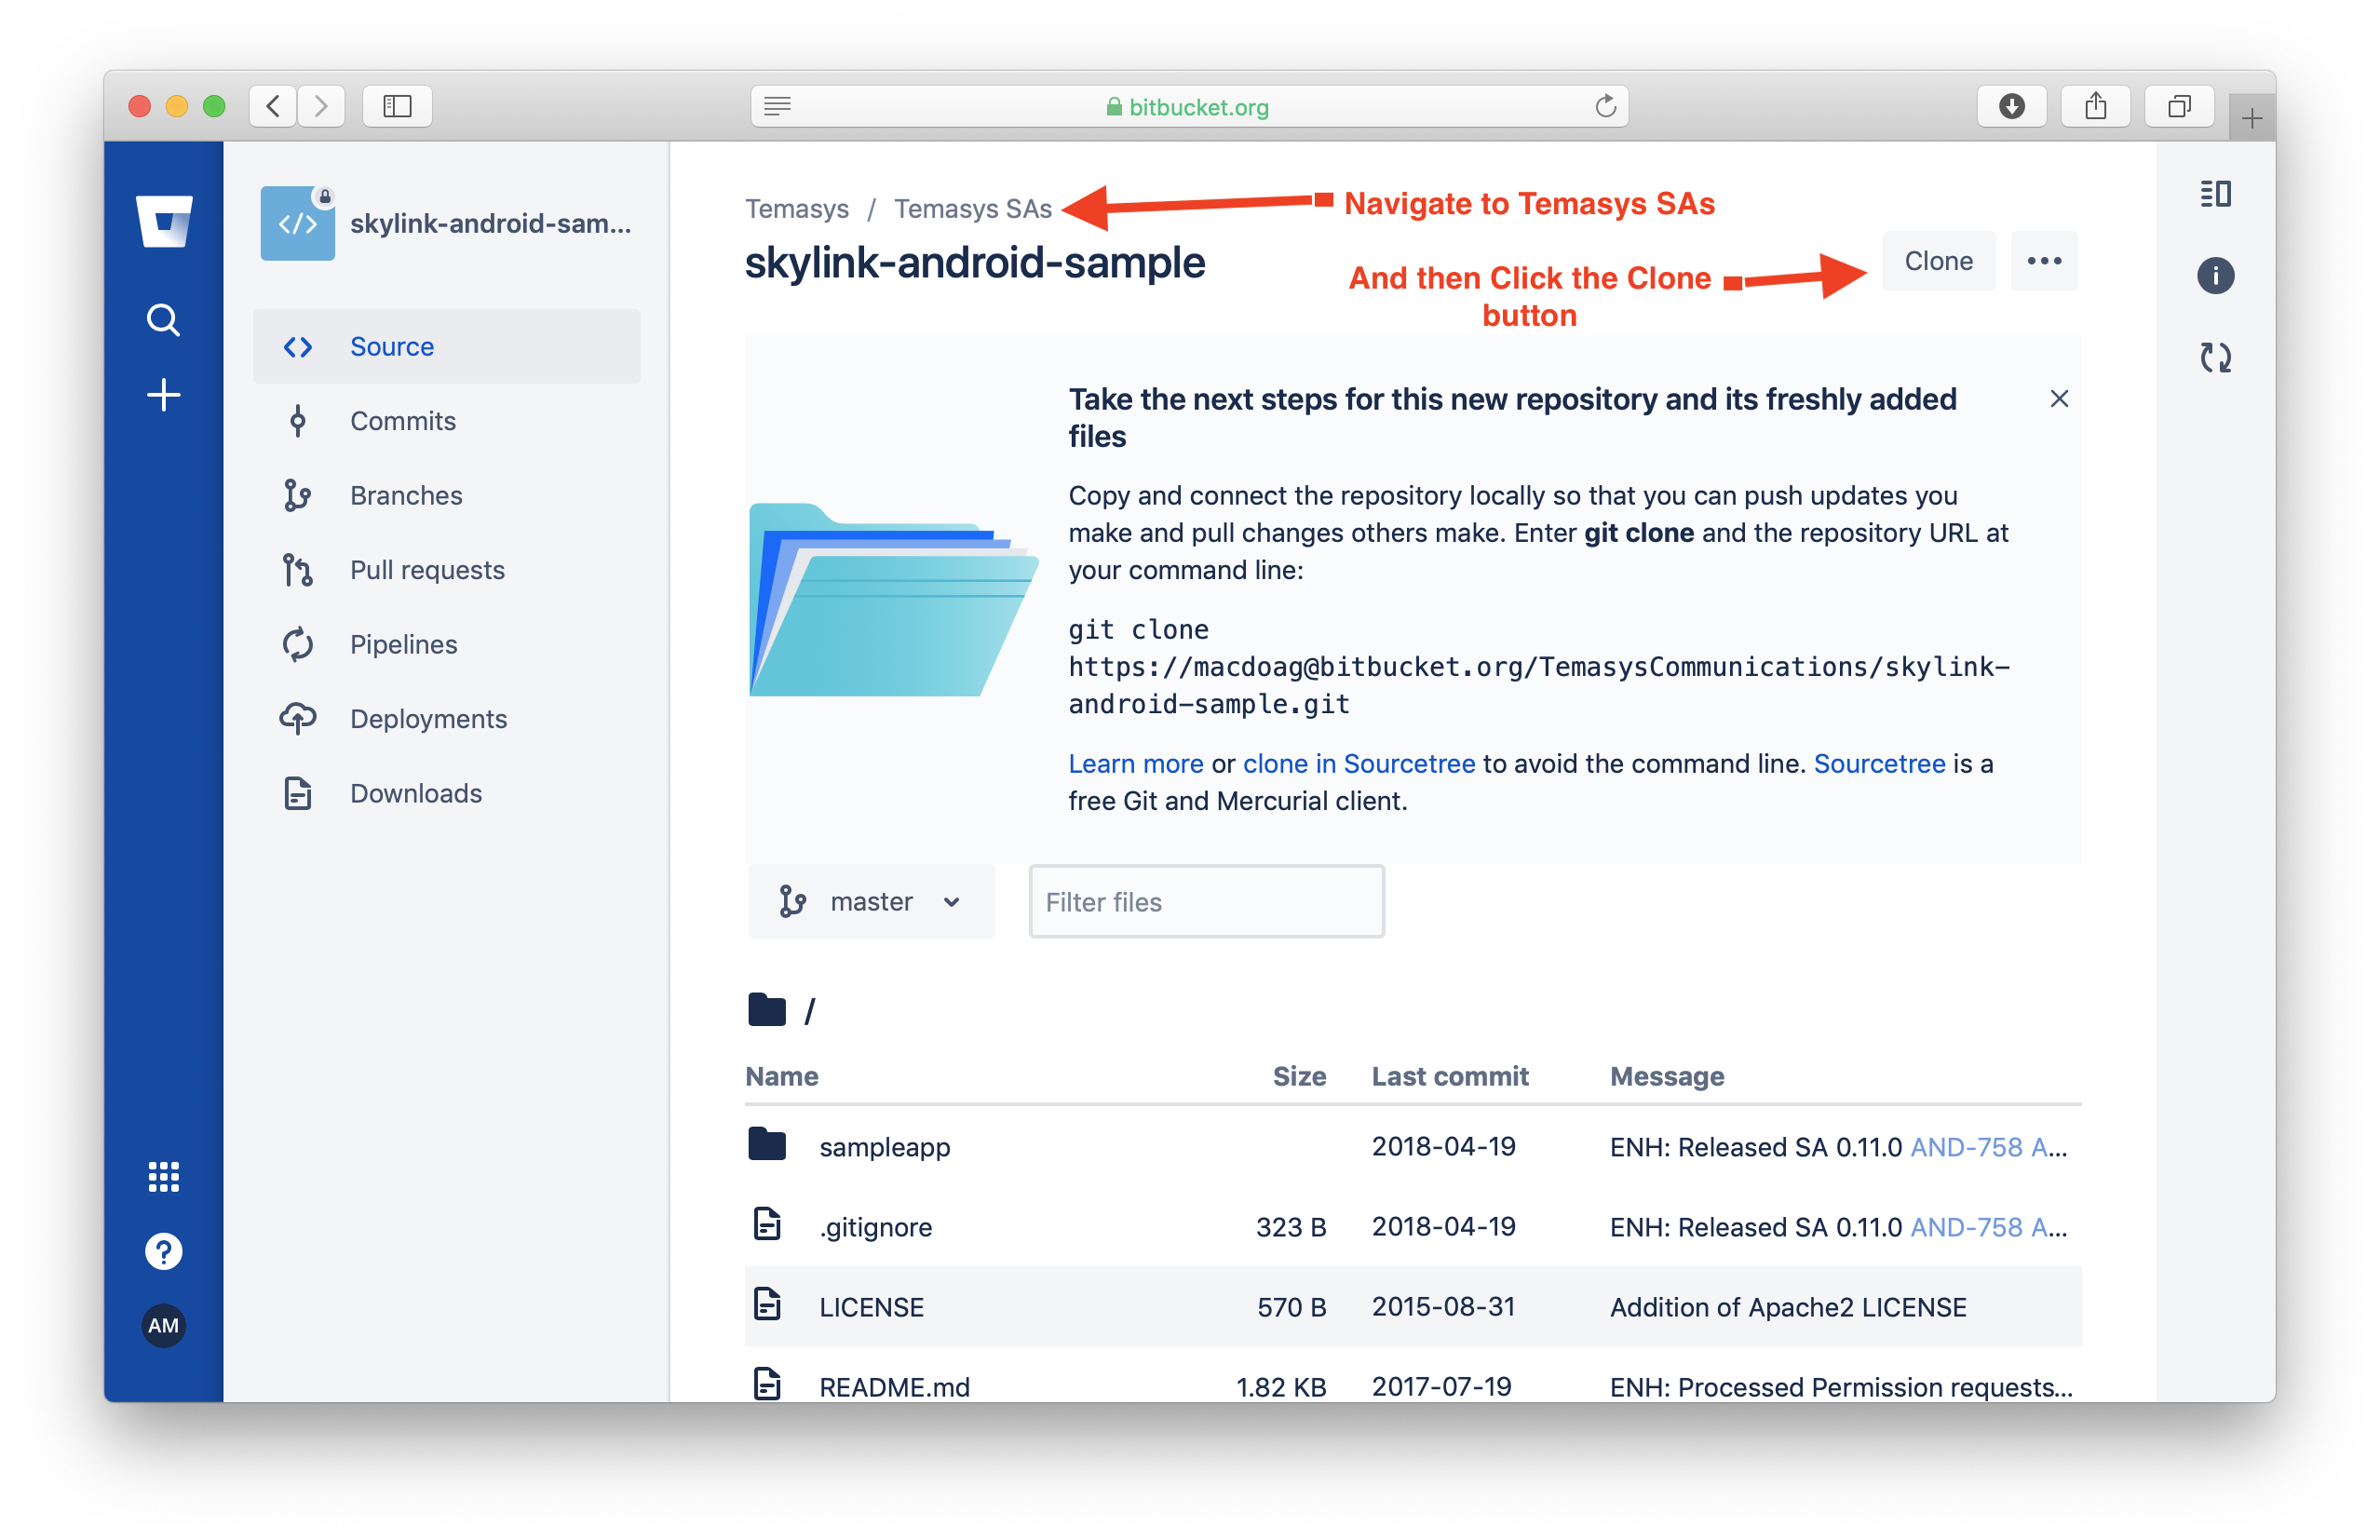 bitbucket.org
skylink-android-sam...
Source
Commits
Branches
Pull requests
Pipelines
Deployments
Downloads
AM
Temasys / Temasys SAs
Navigate to Temasys SAs
skylink-android-sample
And then Click the Clone
button
Clone
Take the next steps for this new repository and its freshly added
files
Copy and connect the repository locally so that you can push updates you
make and pull changes others make. Enter git clone and the repository URL at
your command line:
git clone
https://macdoag@bitbucket.org/TemasysCommunications/skylink-
android-sample.git
Learn more or clone in Sourcetree to avoid the command line. Sourcetree is a
free Git and Mercurial client.
master
Filter files
/
Name Size Last commit Message
sampleapp 2018-04-19 ENH: Released SA 0.11.0 AND-758 A...
.gitignore 323 B 2018-04-19 ENH: Released SA 0.11.0 AND-758 A...
LICENSE 570 B 2015-08-31 Addition of Apache2 LICENSE
README.md 1.82 KB 2017-07-19 ENH: Processed Permission requests...